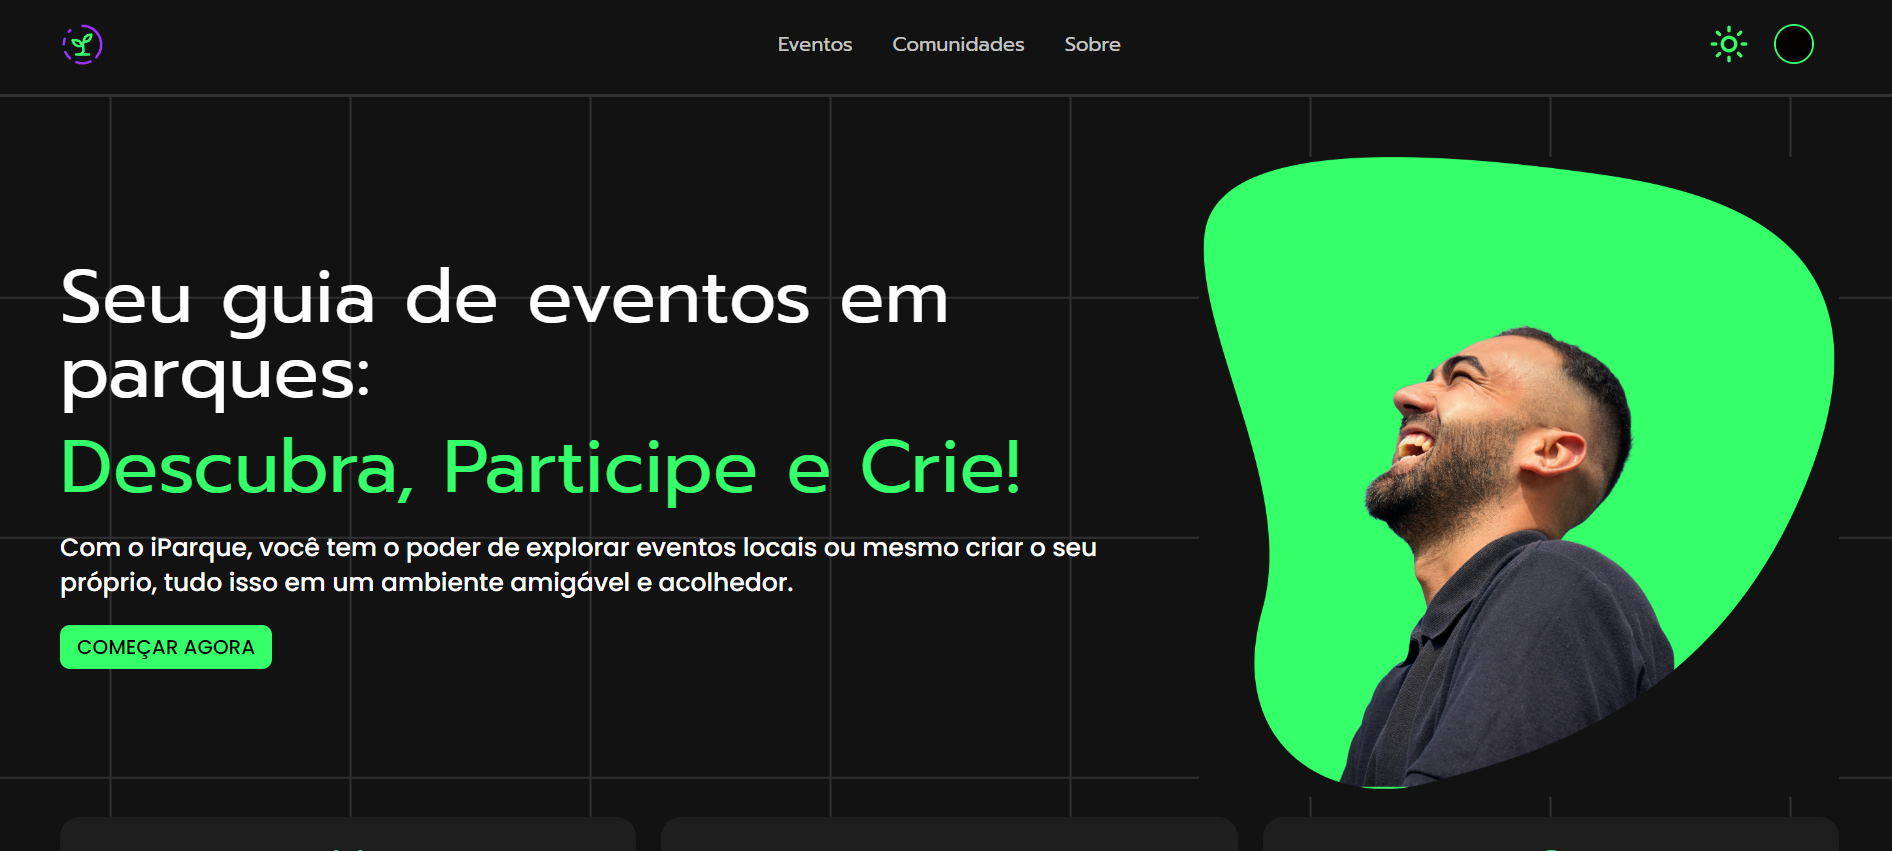 Eventos Comunidades Sobre
Seu guia de eventos em
parques:
Descubra, Participe e Crie!
Com o iParque, você tem o poder de explorar eventos locais ou mesmo criar o seu
próprio, tudo isso em um ambiente amigável e acolhedor.
COMEÇAR AGORA